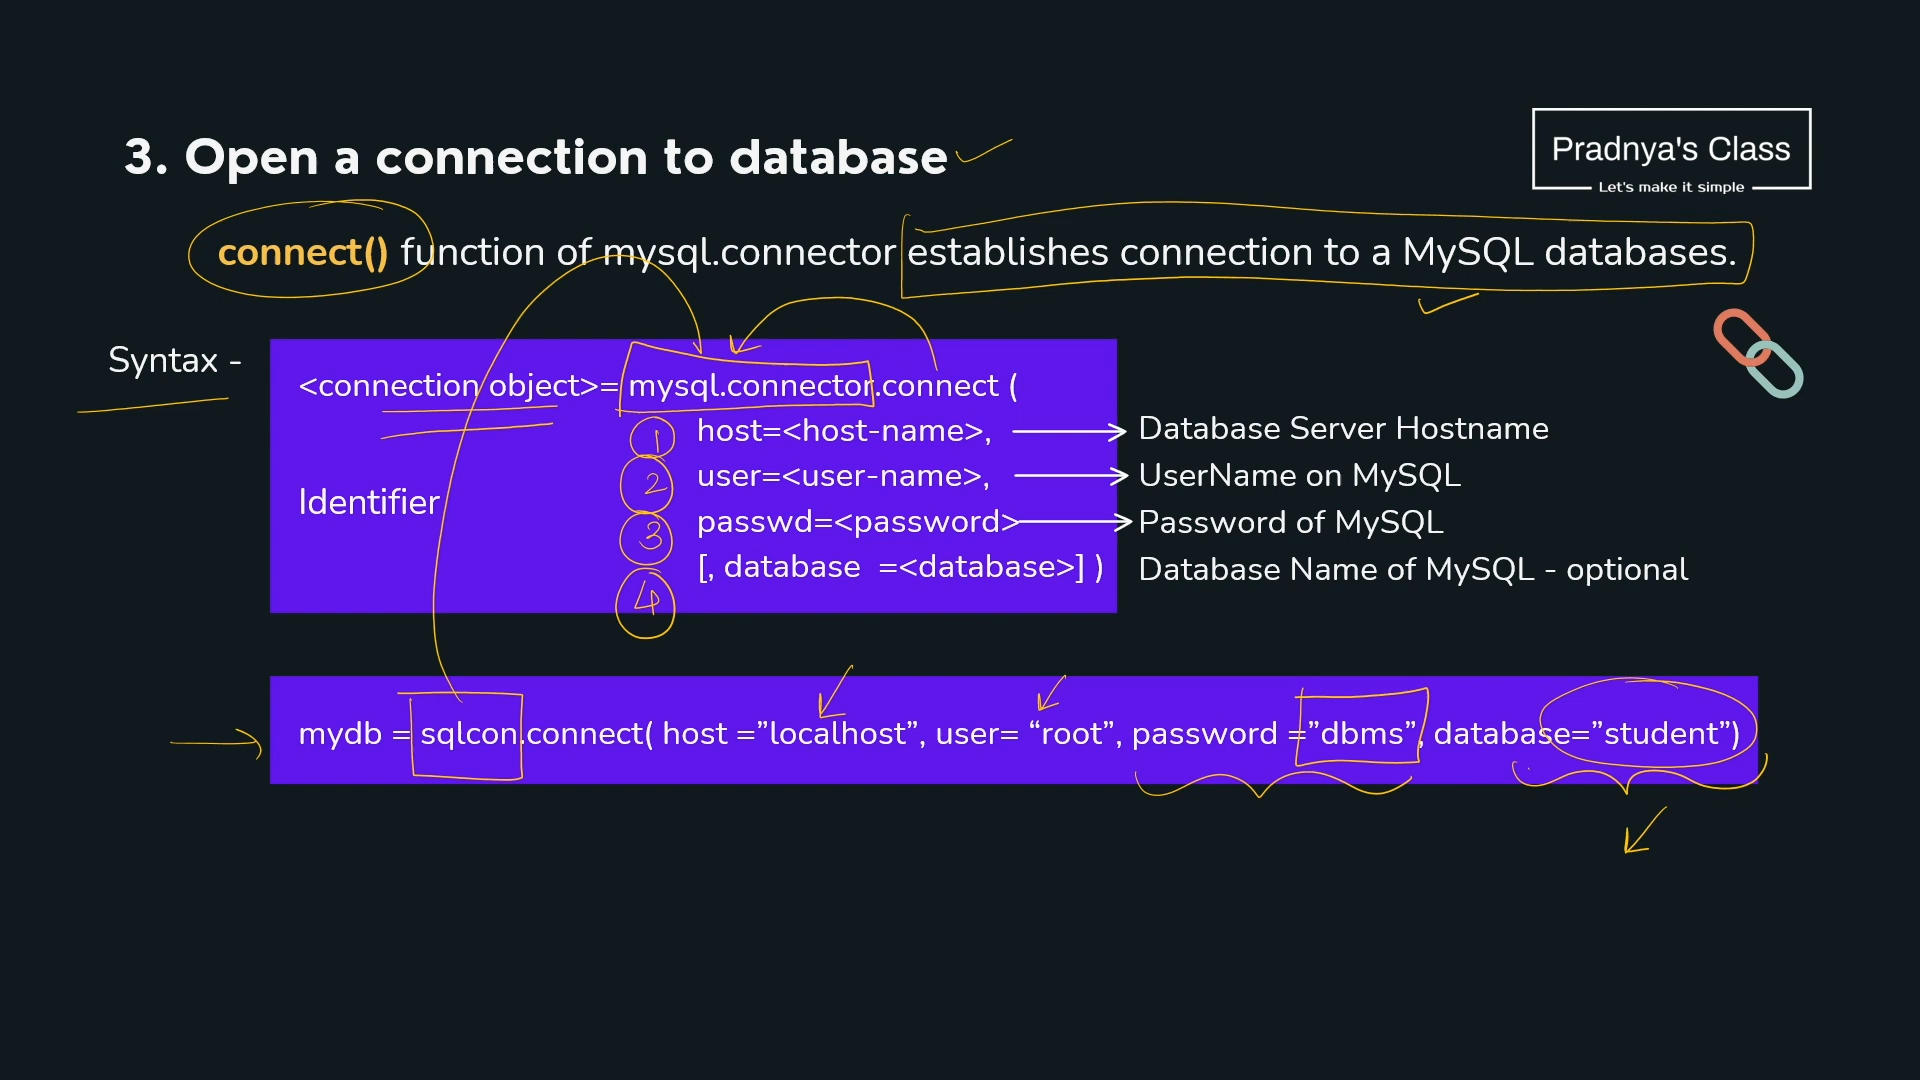 3. Open a connection to database
Pradnya's Class
Let's make it simple
connect() function of mysql.connector establishes connection to a MySQL databases.
Syntax -
<connection object>= mysql.connector.connect (
1 host=<host-name>, Database Server Hostname
2 user=<user-name>, UserName on MySQL
Identifier
3 passwd=<password> Password of MySQL
[, database =<database>] ) Database Name of MySQL - optional
4
mydb = sqlcon.connect( host =”localhost”, user= “root”, password =”dbms”, database=”student”)